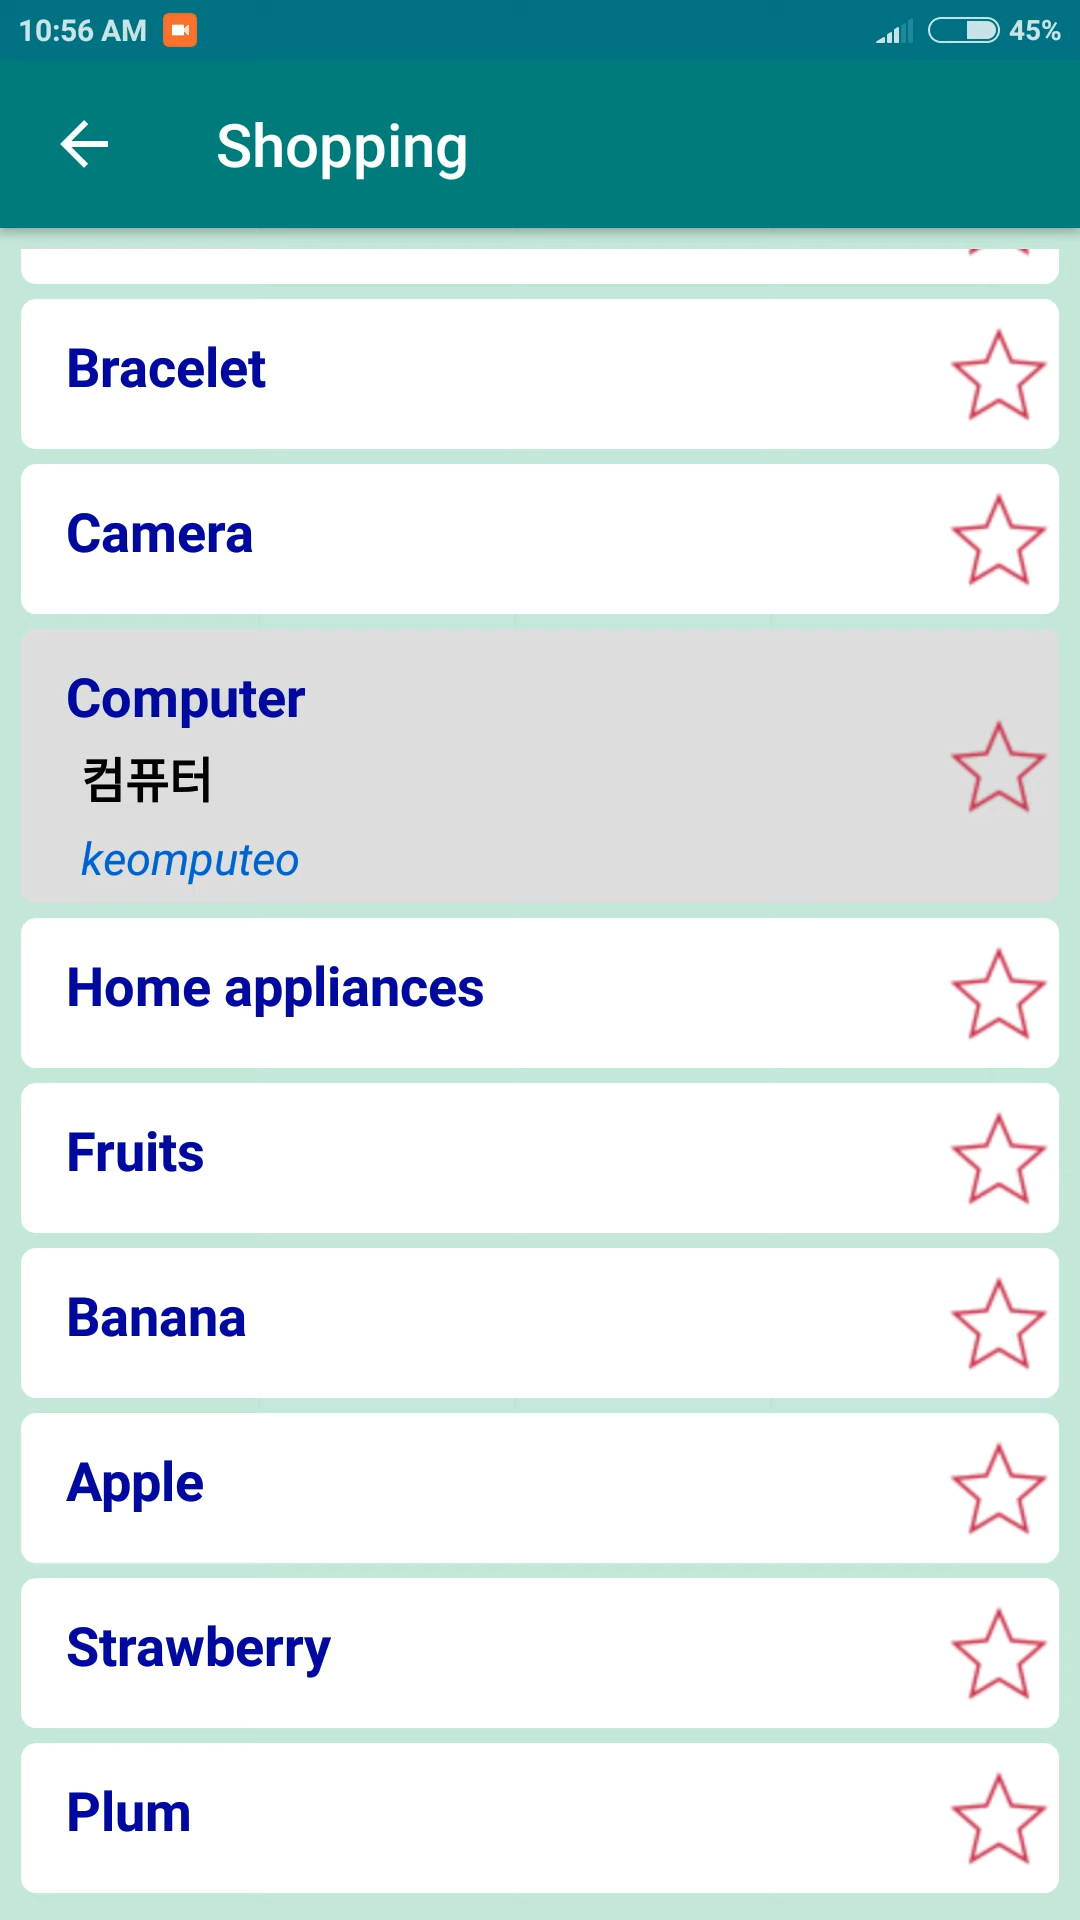 10:56 AM 45%
Shopping
Bracelet
Camera
Computer
컴퓨터
keomputeo
Home appliances
Fruits
Banana
Apple
Strawberry
Plum